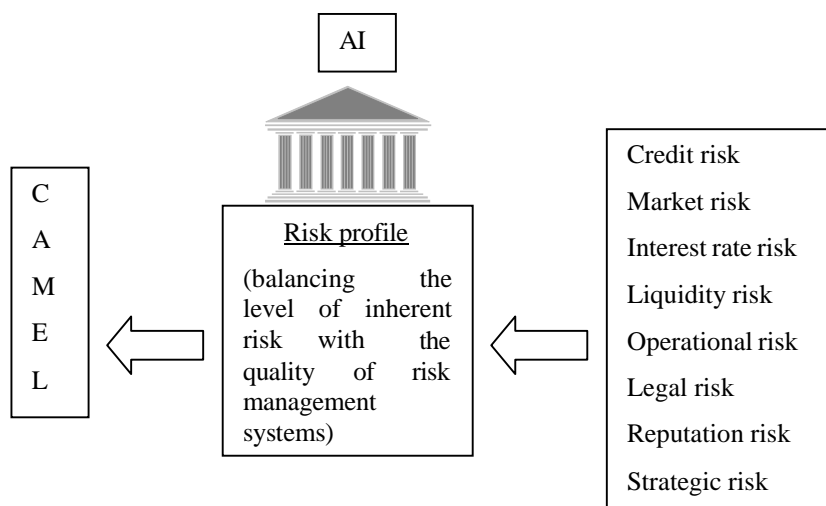 AI
C
A
M
E
L
Risk profile
(balancing the
level of inherent
risk with the
quality of risk
management
systems)
Credit risk
Market risk
Interest rate risk
Liquidity risk
Operational risk
Legal risk
Reputation risk
Strategic risk